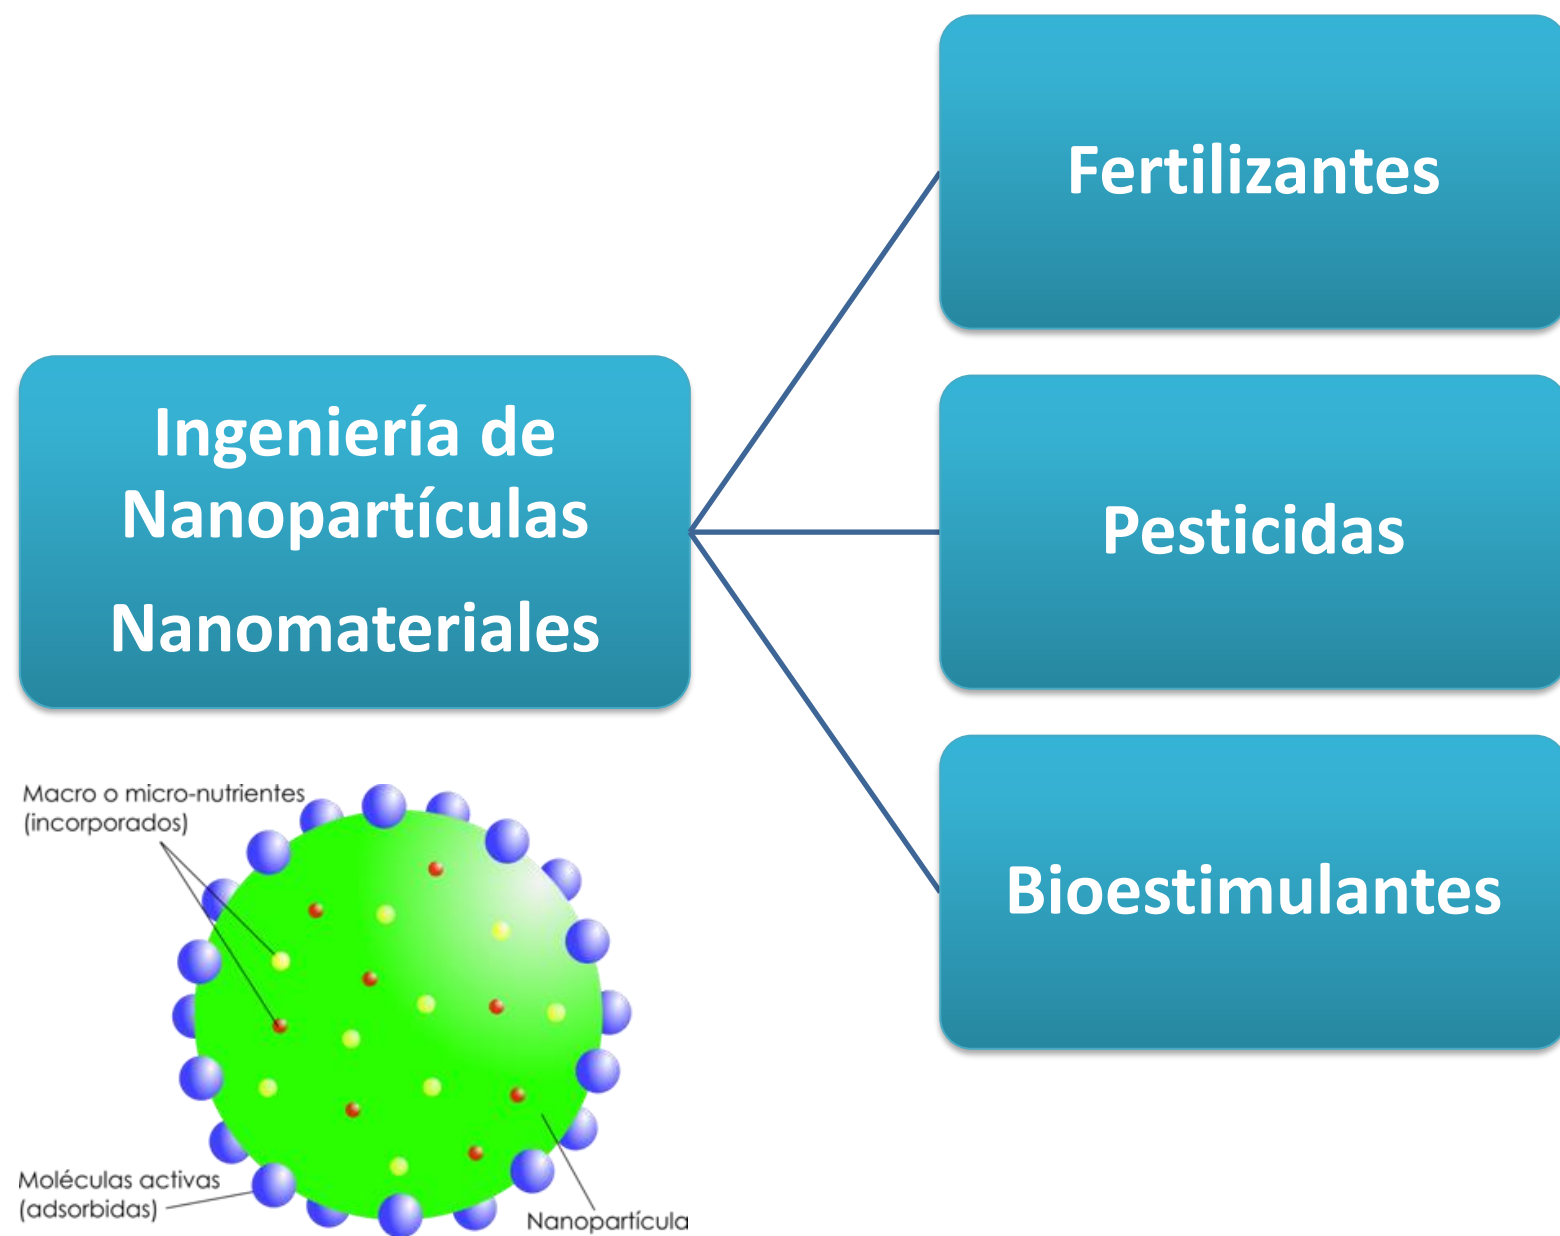 Ingeniería de
Nanopartículas
Nanomateriales
Fertilizantes
Pesticidas
Bioestimulantes
Macro o micro-nutrientes
(incorporados)
Moléculas activas
(adsorbidas)
Nanopartícula